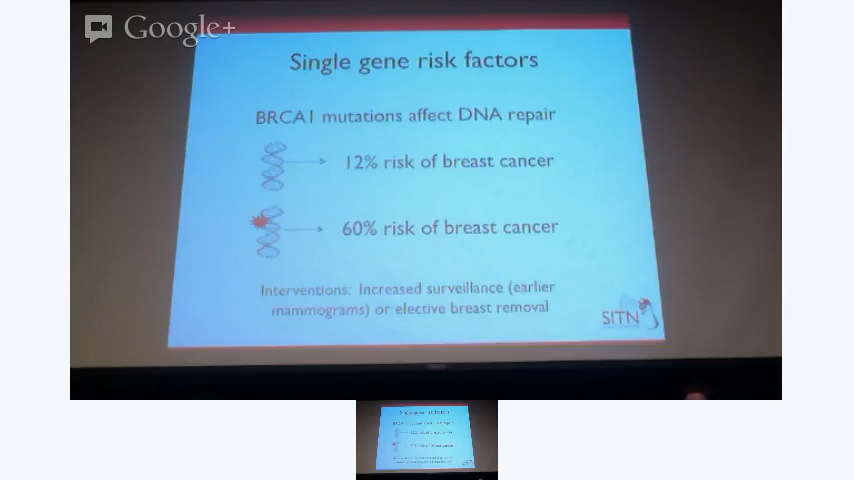 Google+
Single gene risk factors
BRCA1 mutations affect DNA repair
12% risk of breast cancer
60% risk of breast cancer
Interventions: Increased surveillance (earlier
mammograms) or elective breast removal
SITN